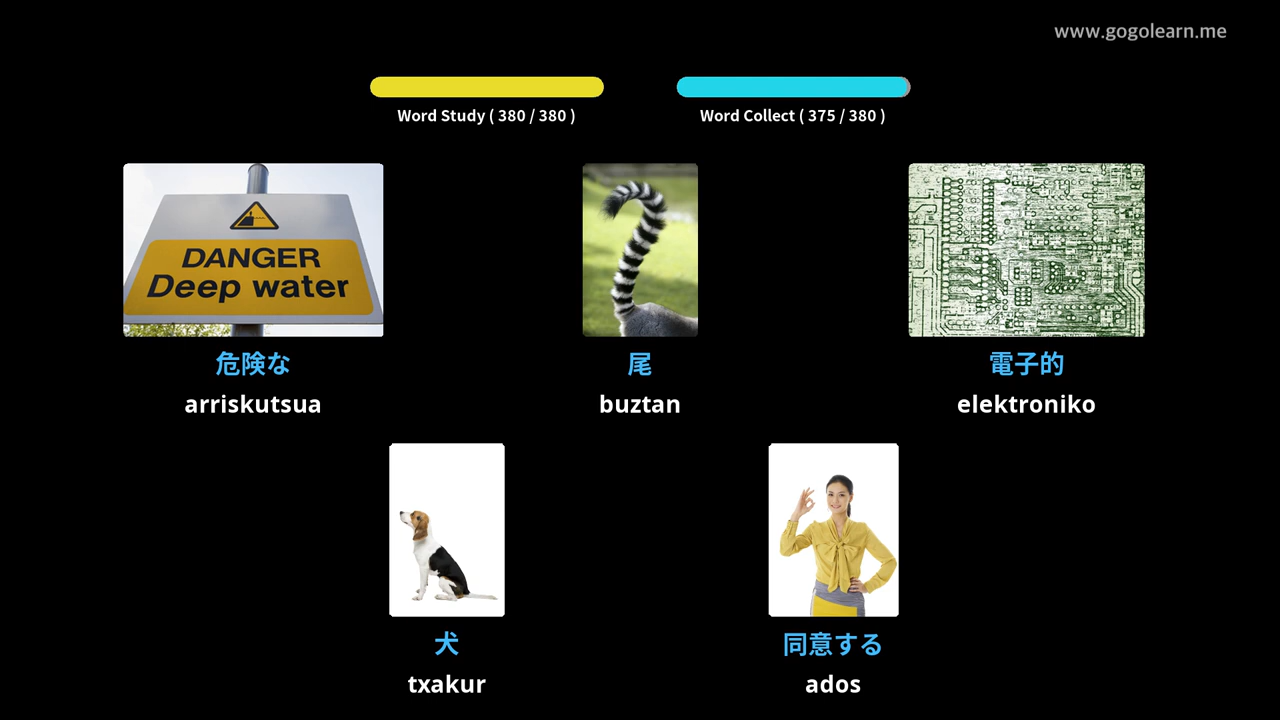 www.gogolearn.me
Word Study ( 380 / 380 )
Word Collect ( 375 / 380 )
DANGER
Deep water
危険な
尾
電子的
arriskutsua
buztan
elektroniko
犬
同意する
txakur
ados